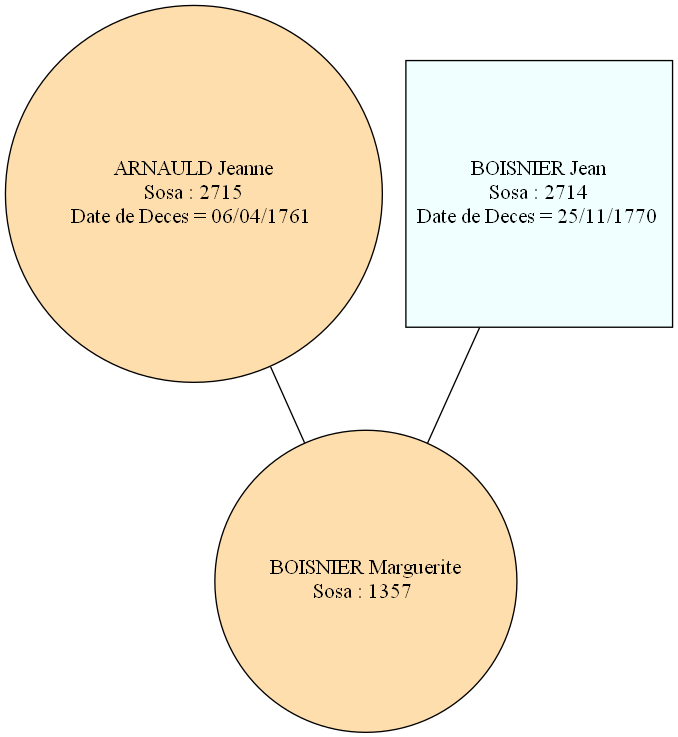 ARNAULD Jeanne
Sosa : 2715
Date de Deces = 06/04/1761
BOISNIER Jean
Sosa : 2714
Date de Deces = 25/11/1770
BOISNIER Marguerite
Sosa : 1357